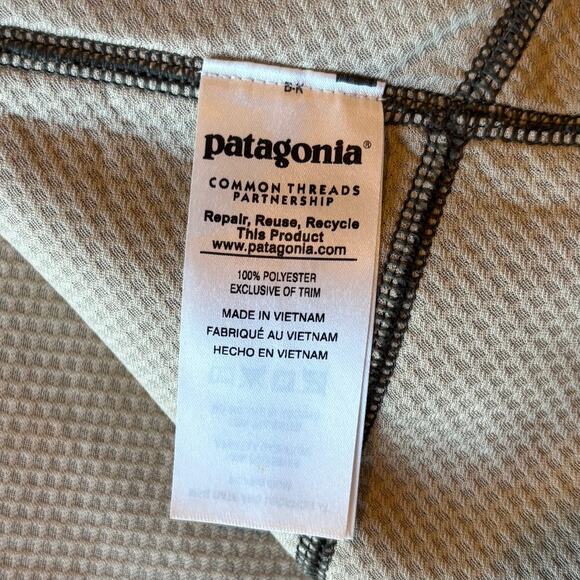 B-K
patagonia®
COMMON THREADS
PARTNERSHIP
Repair, Reuse, Recycle
This Product
www.patagonia.com
100% POLYESTER
EXCLUSIVE OF TRIM
MADE IN VIETNAM
FABRIQUÉ AU VIETNAM
HECHO EN VIETNAM